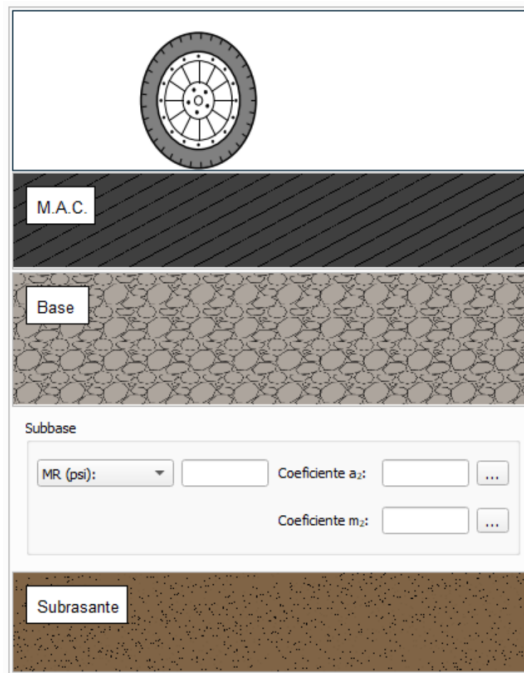 M.A.C.
Base
Subbase
MR (psi): Coeficiente a₂: ...
Coeficiente m₂: ...
Subrasante